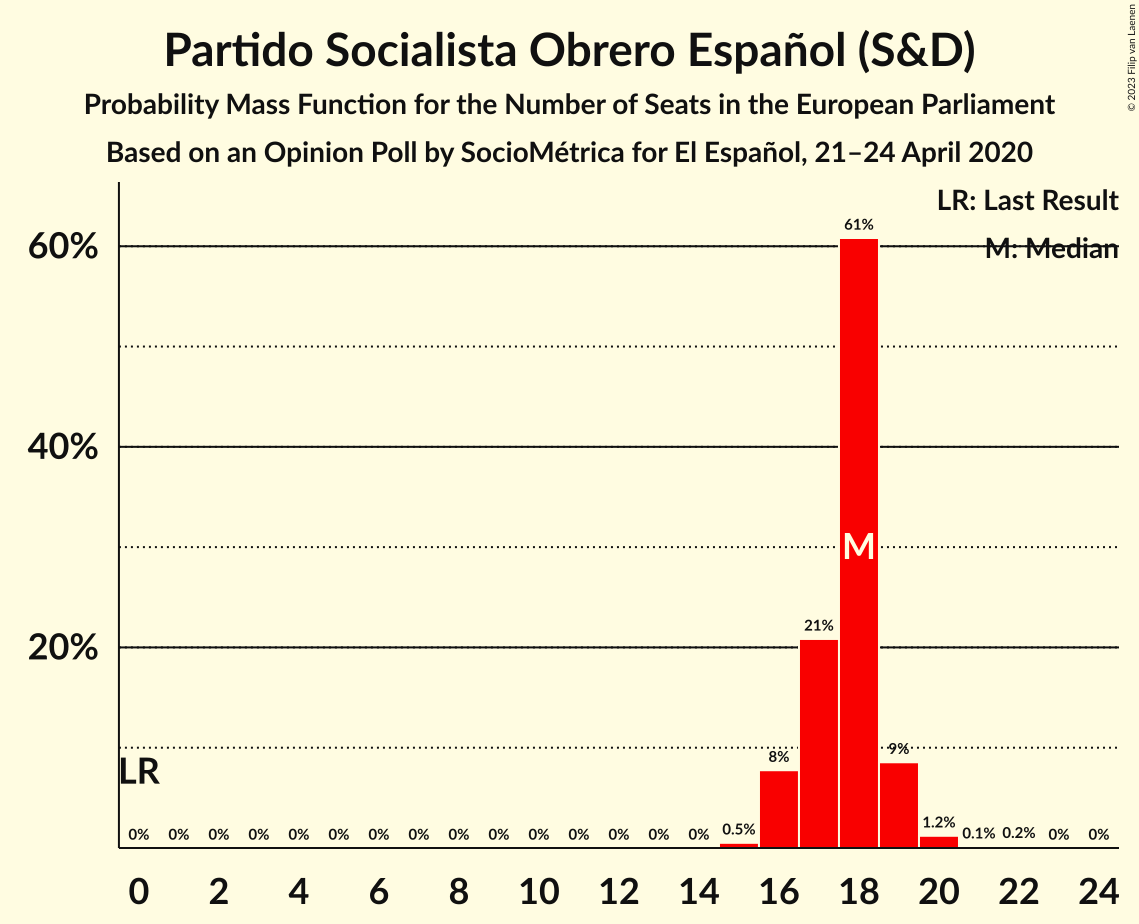 Partido Socialista Obrero Español (S&D)
Probability Mass Function for the Number of Seats in the European Parliament
Based on an Opinion Poll by SocioMétrica for El Español, 21–24 April 2020
© 2023 Filip van Laenen
LR: Last Result
M: Median
60%
40%
20%
61%
M
21%
9%
8%
LR
0% 0% 0% 0% 0% 0% 0% 0% 0% 0% 0% 0% 0% 0% 0% 0.5% 1.2% 0.1% 0.2% 0% 0%
0 2 4 6 8 10 12 14 16 18 20 22 24